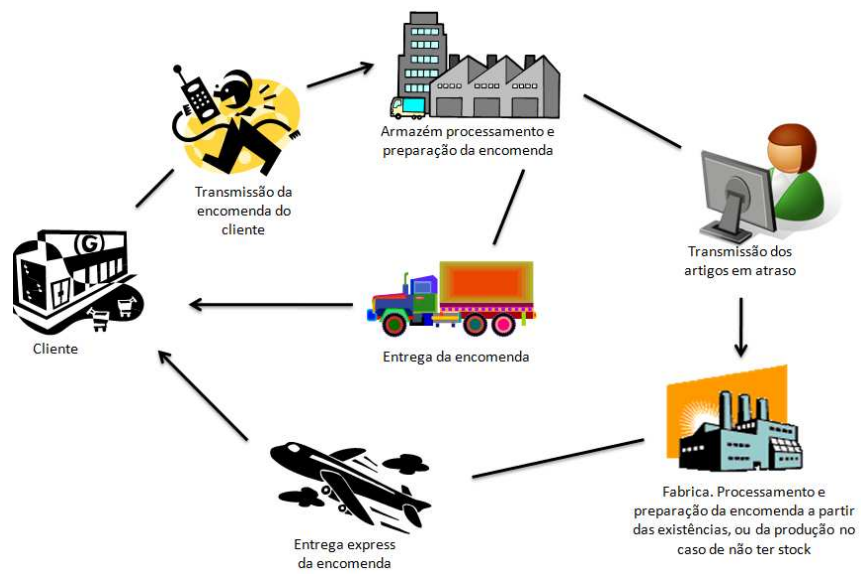 Armazém processamento e
preparação da encomenda
Transmissão da
encomenda do
cliente
Transmissão dos
artigos em atraso
G
Cliente
Entrega da encomenda
Fabrica. Processamento e
preparação da encomenda a partir
das existências, ou da produção no
caso de não ter stock
Entrega express
da encomenda